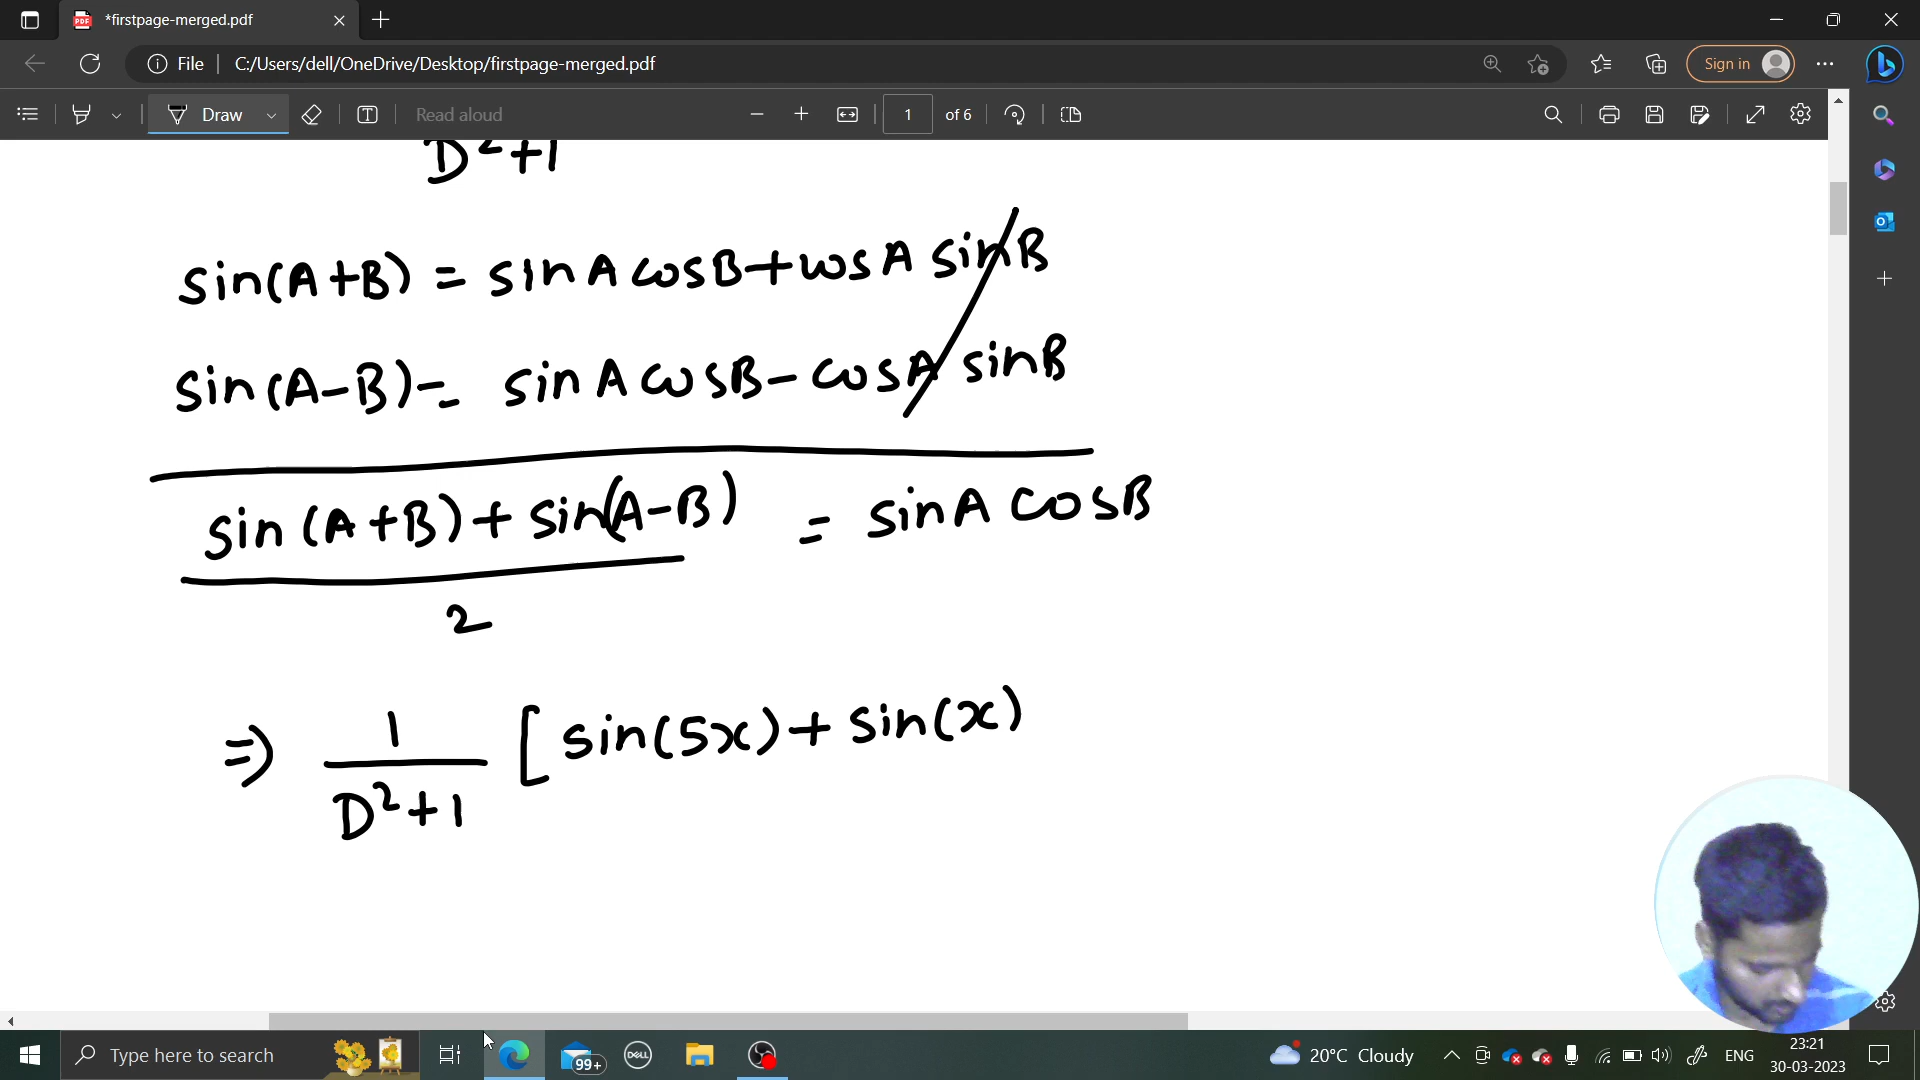 *firstpage-merged.pdf
File | C:/Users/dell/OneDrive/Desktop/firstpage-merged.pdf
Sign in
Draw
Read aloud
1 of 6
D²+1
sin(A+B) = sinA cosB + cosA sinB
sin(A-B) = sinA cosB - cosA sinB
sin(A+B) + sin(A-B) = sinA cosB
2
⇒ 1 [sin(5x) + sin(x)
D²+1
Type here to search
99+
DELL
20°C Cloudy
ENG
23:21
30-03-2023